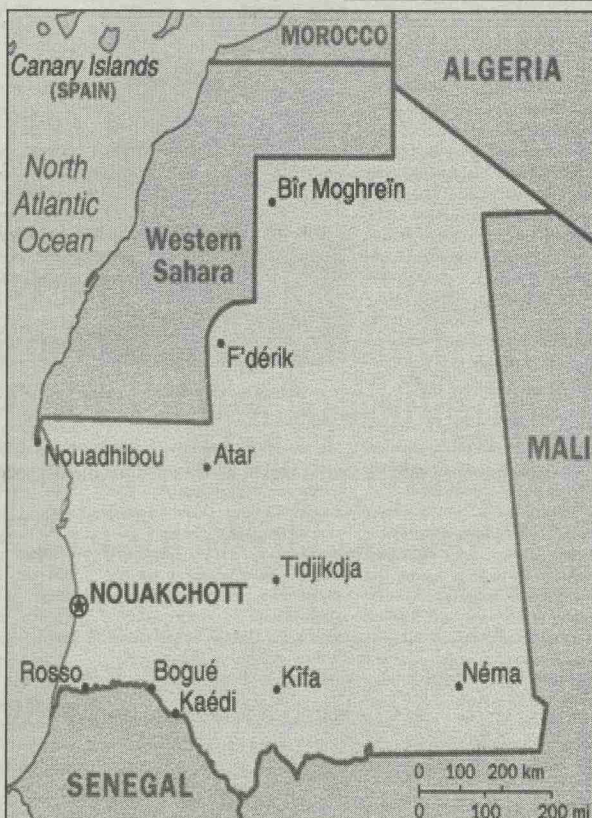 MOROCCO
Canary Islands
(SPAIN)
ALGERIA
North
Atlantic
Ocean
Bîr Moghreïn
Western
Sahara
F'dérik
Nouadhibou
Atar
MALI
Tidjikdja
NOUAKCHOTT
Rosso
Bogué
Kîfa
Néma
Kaédi
SENEGAL
0 100 200 km
0 100 200 mi